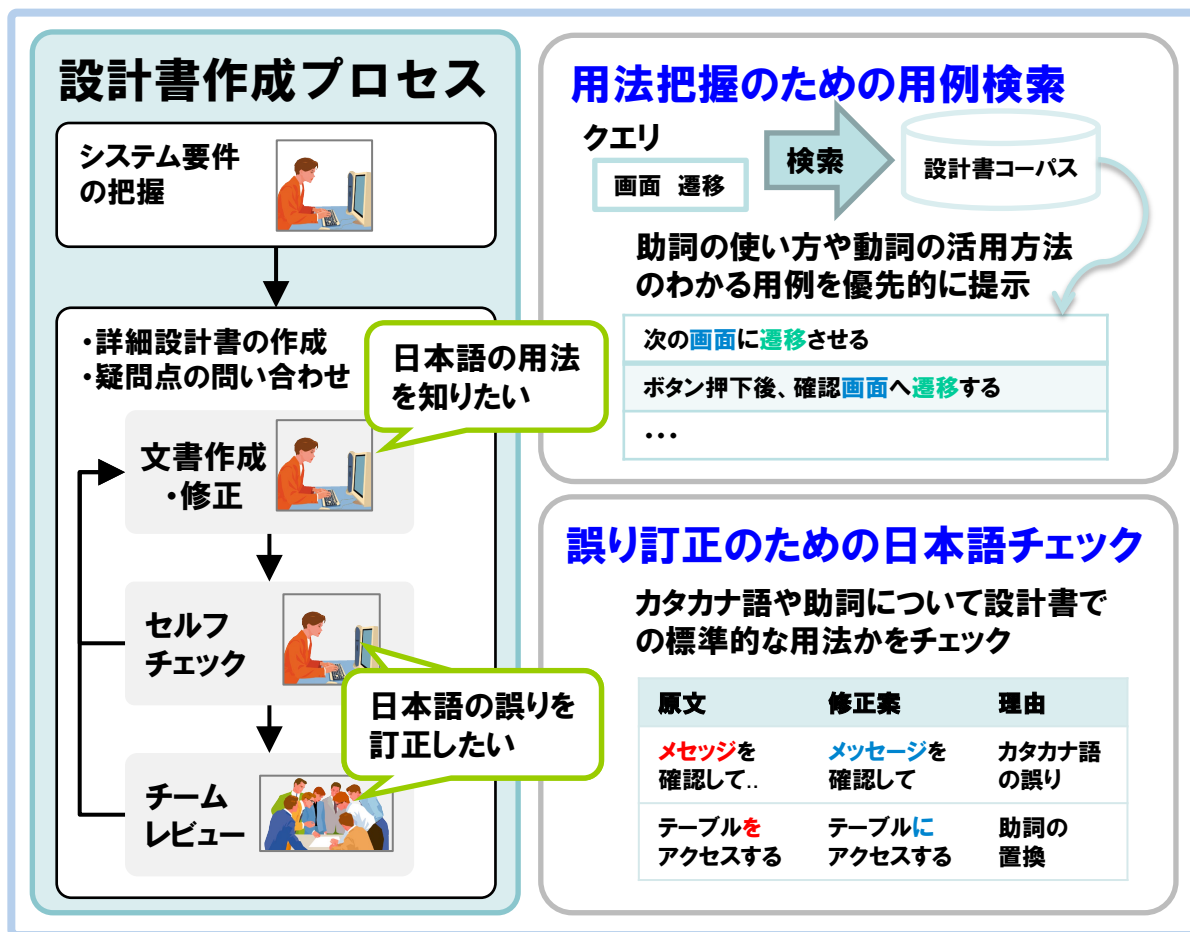 設計書作成プロセス
システム要件
の把握
・詳細設計書の作成
・疑問点の問い合わせ
日本語の用法
を知りたい
文書作成
・修正
セルフ
チェック
日本語の誤りを
訂正したい
チーム
レビュー
用法把握のための用例検索
クエリ
画面 遷移
検索
設計書コーパス
助詞の使い方や動詞の活用方法
のわかる用例を優先的に提示
次の画面に遷移させる
ボタン押下後、確認画面へ遷移する
・・・
誤り訂正のための日本語チェック
カタカナ語や助詞について設計書で
の標準的な用法かをチェック
原文 修正案 理由
メセッジを メッセージを カタカナ語
確認して.. 確認して の誤り
テーブルを テーブルに 助詞の
アクセスする アクセスする 置換